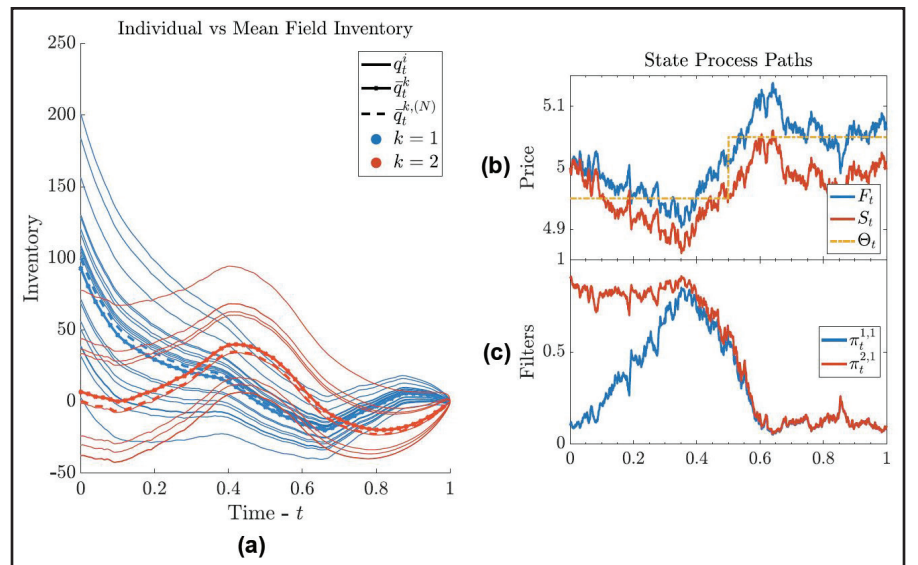 Individual vs Mean Field Inventory
250
200
150
100
50
0
-50
Inventory
0
0.2
0.4
0.6
0.8
1
Time - t
q_t^i
q̄_t^k
q̄_t^{k,(N)}
k = 1
k = 2
(a)
State Process Paths
(b)
Price
5.1
5
4.9
F_t
S_t
Θ_t
(c)
Filters
1
0.5
0
π_t^{1,1}
π_t^{2,1}
0
0.2
0.4
0.6
0.8
1